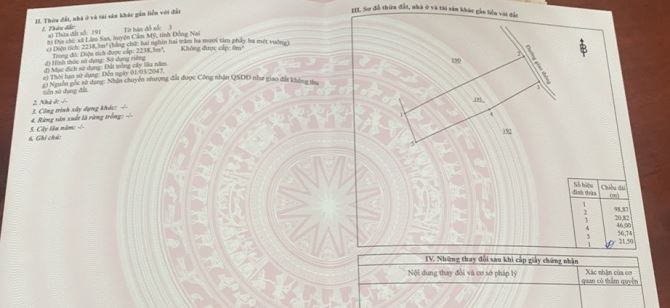 II. Thửa đất, nhà ở và tài sản khác gắn liền với đất
1. Thửa đất:
a) Thửa đất số: 191 Tờ bản đồ số: 3
b) Địa chỉ: xã Lâm San, huyện Cẩm Mỹ, tỉnh Đồng Nai
c) Diện tích: 2238,3m², (bằng chữ: hai nghìn hai trăm ba mươi tám phẩy ba mét vuông)
Trong đó: Diện tích được cấp: 2238,3m², Không được cấp: 0m²
d) Hình thức sử dụng: Sử dụng riêng
đ) Mục đích sử dụng: Đất trồng cây lâu năm.
e) Thời hạn sử dụng: Đến ngày 01/03/2047.
g) Nguồn gốc sử dụng: Nhận chuyển nhượng đất được Công nhận QSDĐ như giao đất không thu
tiền sử dụng đất.
2. Nhà ở: -/-
3. Công trình xây dựng khác: -/-
4. Rừng sản xuất là rừng trồng: -/-
5. Cây lâu năm: -/-
6. Ghi chú:
III. Sơ đồ thửa đất, nhà ở và tài sản khác gắn liền với đất
B
Đường giao thông
190
191
192
1
4
5
Số hiệu đỉnh thửa Chiều dài (m)
1
98,87
2
20,82
3
46,00
4
56,74
5
21,50
1
IV. Những thay đổi sau khi cấp giấy chứng nhận
Nội dung thay đổi và cơ sở pháp lý
Xác nhận của cơ
quan có thẩm quyền